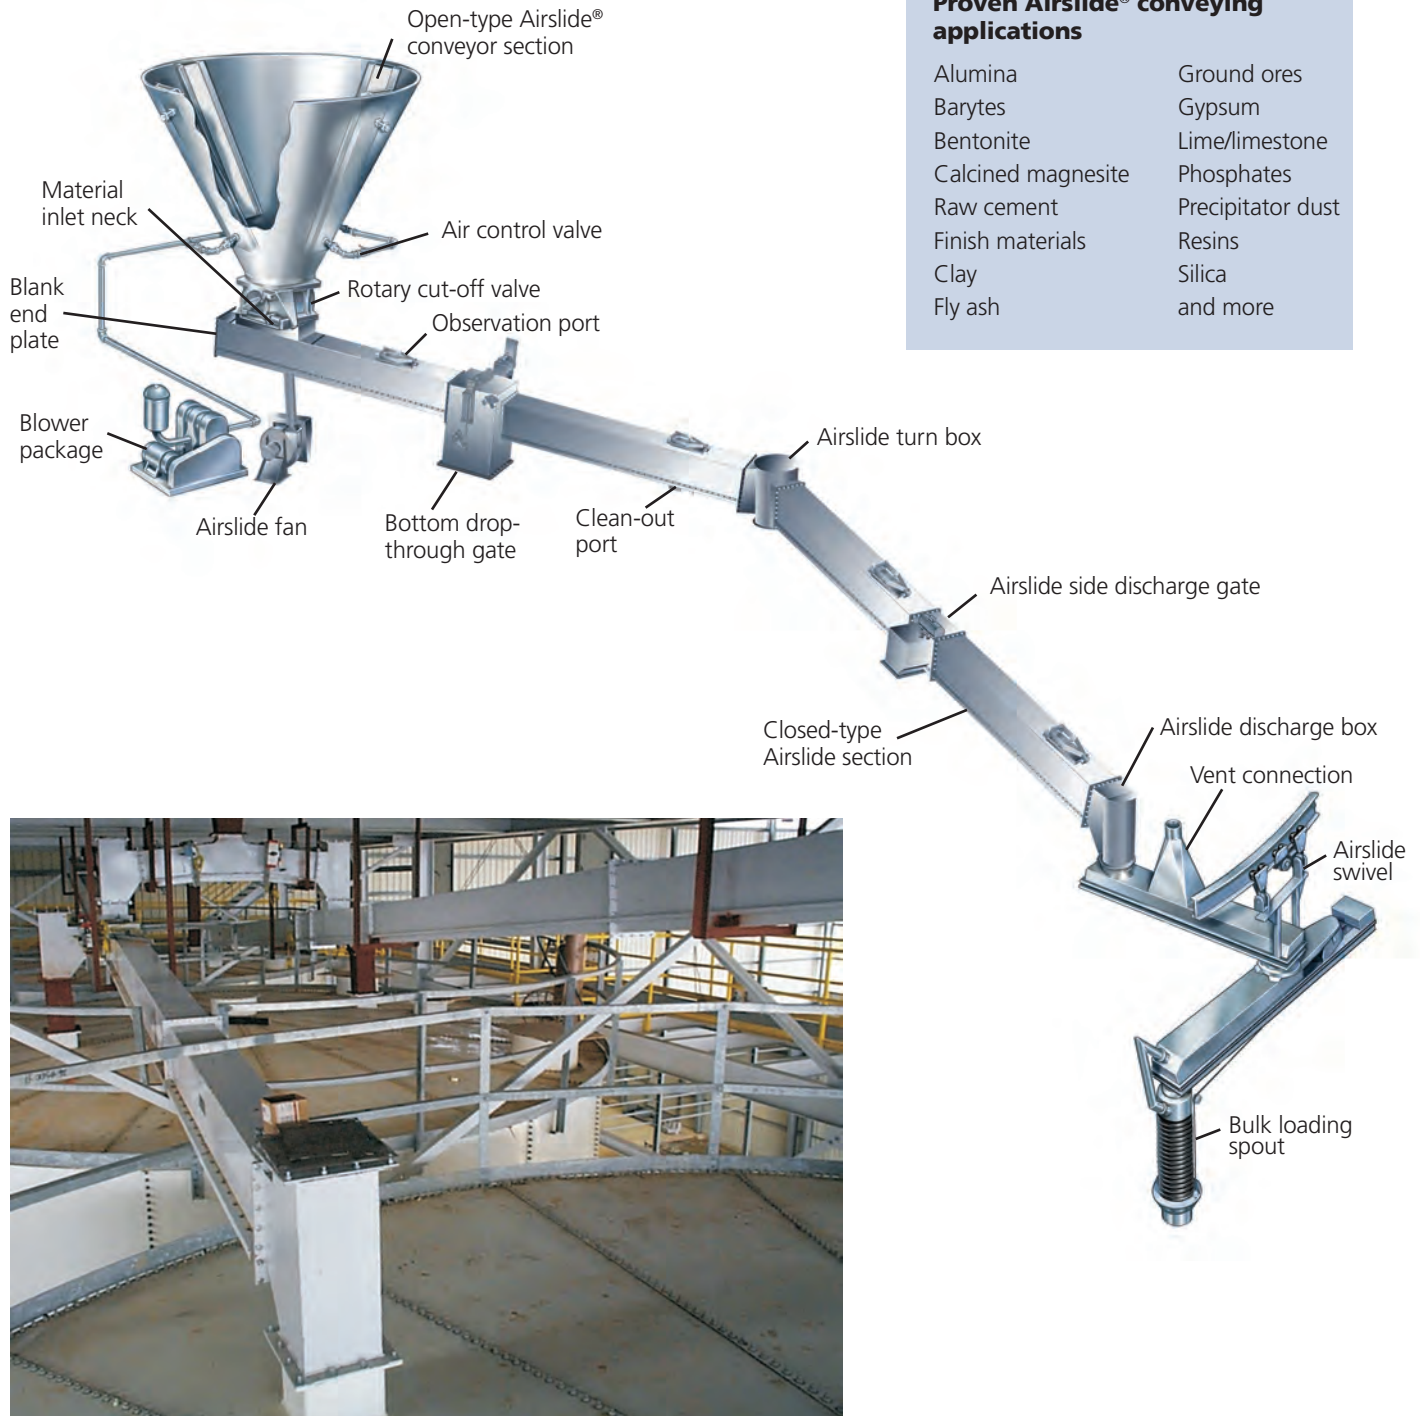 Open-type Airslide®
conveyor section
Proven Airslide® conveying
applications
Alumina
Barytes
Bentonite
Calcined magnesite
Raw cement
Finish materials
Clay
Fly ash
Ground ores
Gypsum
Lime/limestone
Phosphates
Precipitator dust
Resins
Silica
and more
Material
inlet neck
Air control valve
Blank
end
plate
Rotary cut-off valve
Observation port
Blower
package
Airslide fan
Bottom drop-
through gate
Clean-out
port
Airslide turn box
Airslide side discharge gate
Closed-type
Airslide section
Airslide discharge box
Vent connection
Airslide
swivel
Bulk loading
spout